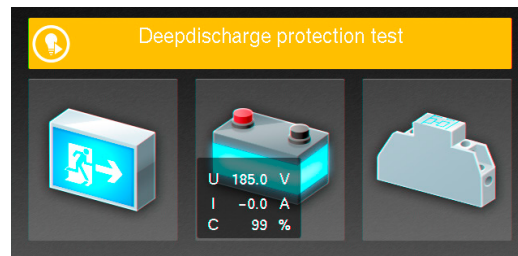 Deepdischarge protection test
U 185.0 V
I -0.0 A
C 99 %